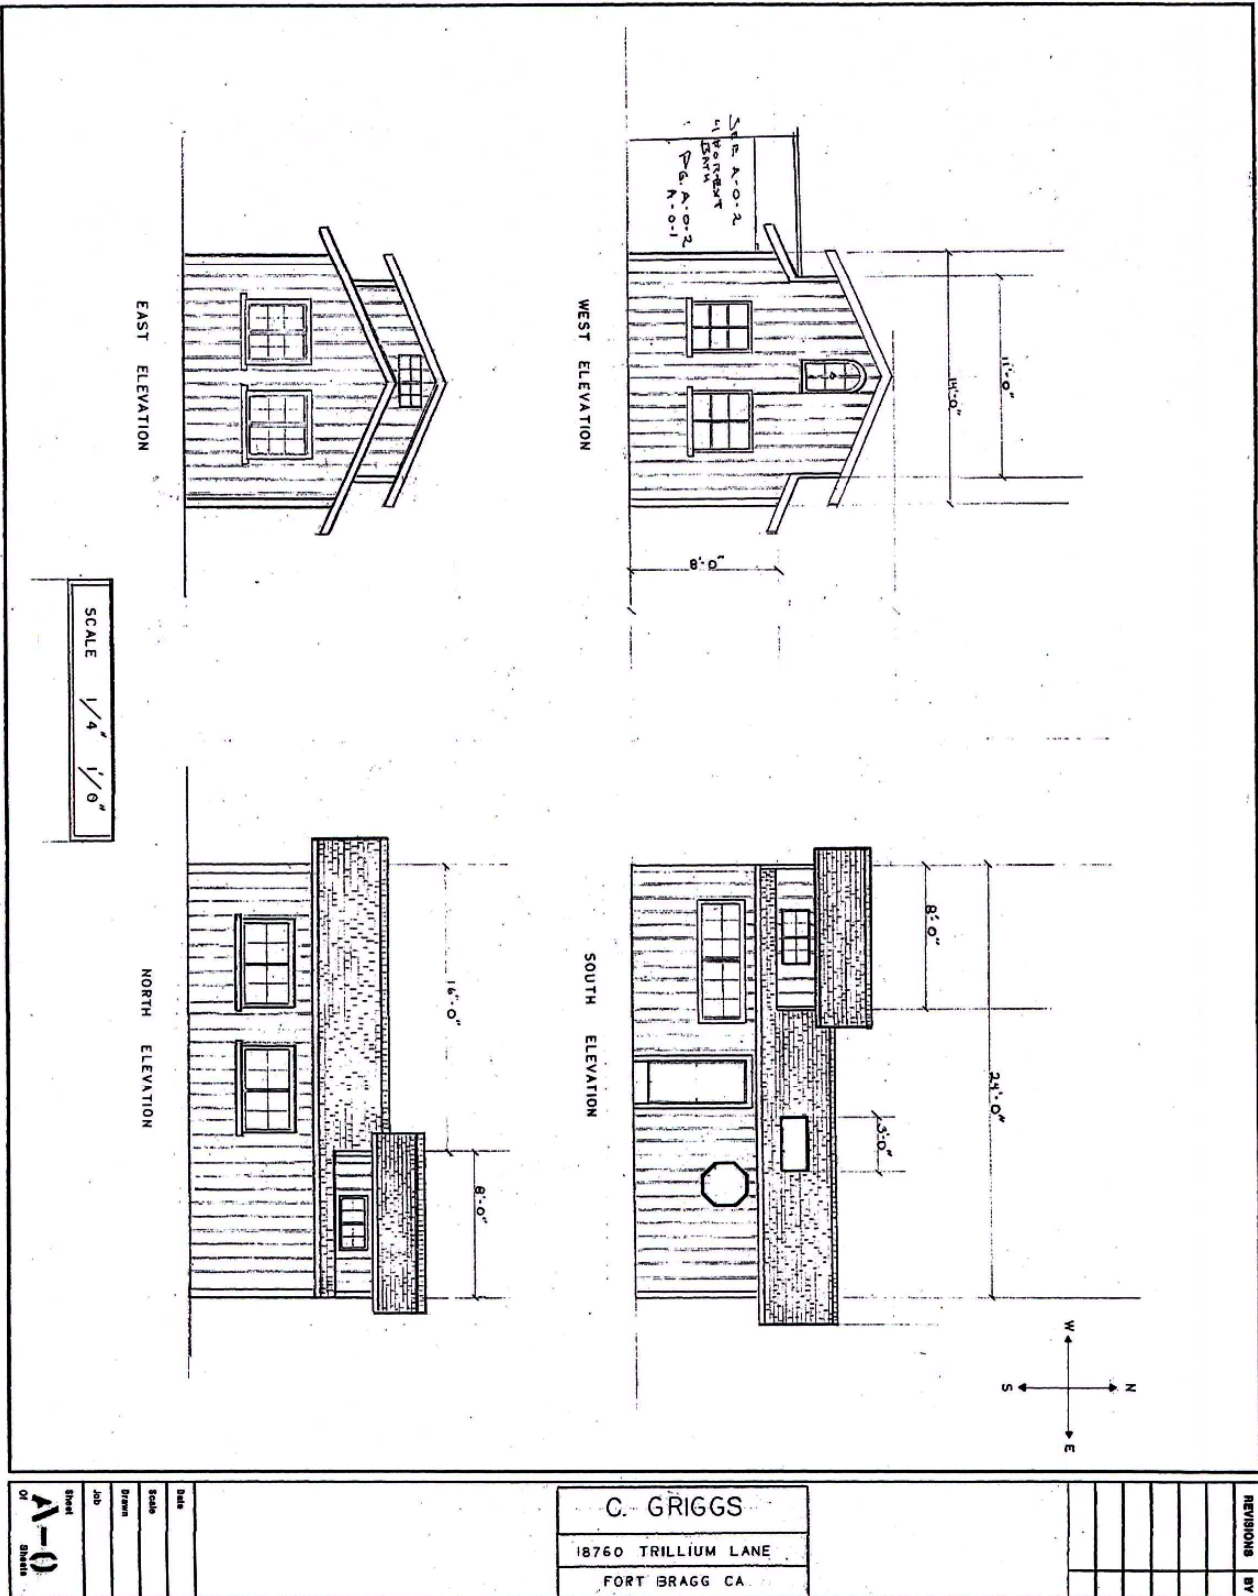 SEE A-0-2
4 POR-EXT
BATH
PG. A-0-2
A-0-1
11'-0"
14'-0"
WEST ELEVATION
8'-0"
EAST ELEVATION
SCALE 1/4" 1'/0"
8'-0"
24'-0"
3'-0"
SOUTH ELEVATION
16'-0"
8'-0"
NORTH ELEVATION
W
N
S
E
REVISIONS BY
C. GRIGGS
18760 TRILLIUM LANE
FORT BRAGG CA.
Date
Scale
Drawn
Job
Sheet
A-0
Of Sheets